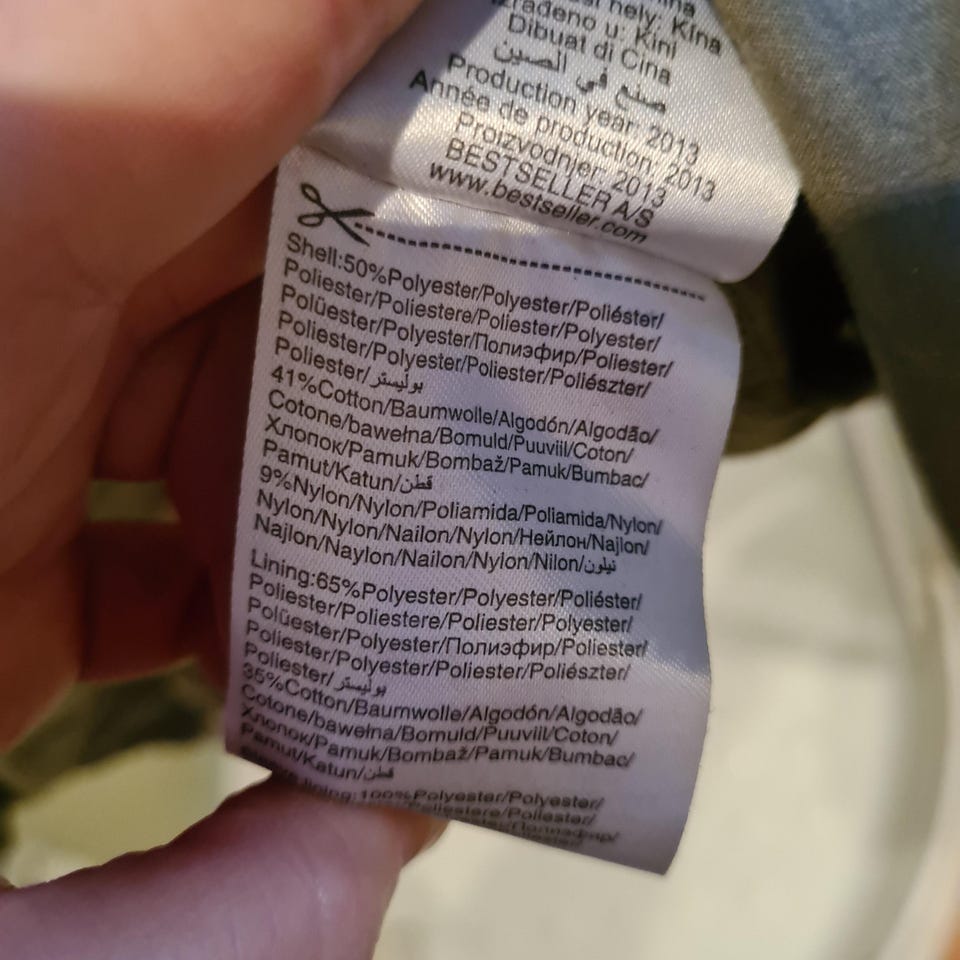 hely: Kína
Izrađeno u: Kini
Dibuat di Cina
صنع في الصين
Production year: 2013
Année de production: 2013
Proizvodnjer: 2013
BESTSELLER A/S
www.bestseller.com
Shell:50%Polyester/Polyester/Poliéster/
Poliester/Poliestere/Poliester/Polyester/
Polüester/Polyester/Полиэфир/Poliester/
Poliester/Polyester/Poliester/Poliészter/
Poliester/بوليستر
41%Cotton/Baumwolle/Algodón/Algodão/
Cotone/bawełna/Bomuld/Puuvill/Coton/
Хлопок/Pamuk/Bombaž/Pamuk/Bumbac/
Pamut/Katun/قطن
9%Nylon/Nylon/Poliamida/Poliamida/Nylon/
Nylon/Nylon/Nailon/Nylon/Нейлон/Najlon/
Najlon/Naylon/Nailon/Nylon/Nilon/نيلون
Lining:65%Polyester/Polyester/Poliéster/
Poliester/Poliestere/Poliester/Polyester/
Polüester/Polyester/Полиэфир/Poliester/
Poliester/Polyester/Poliester/Poliészter/
Poliester/بوليستر
35%Cotton/Baumwolle/Algodón/Algodão/
Cotone/bawełna/Bomuld/Puuvill/Coton/
Хлопок/Pamuk/Bombaž/Pamuk/Bumbac/
Pamut/Katun/قطن
lining:100%Polyester/Polyester/
Poliestere/Poliester/
Полиэфир/